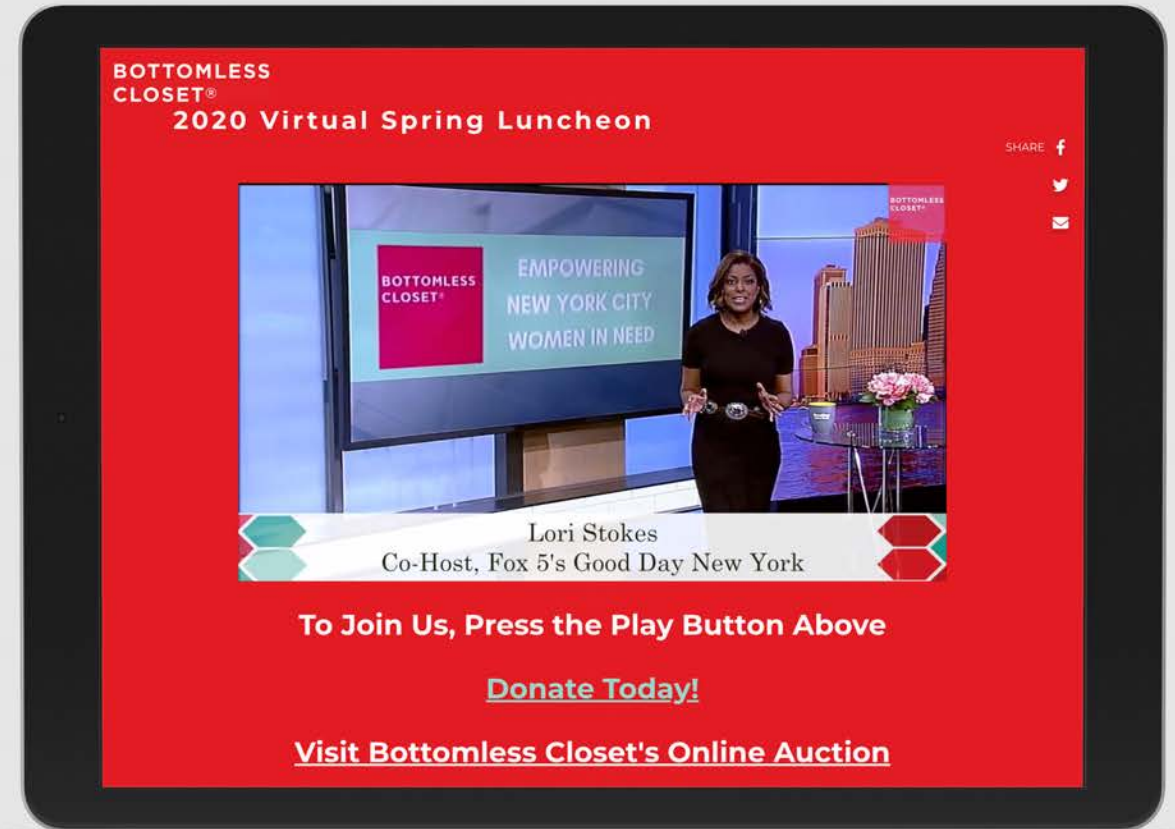 BOTTOMLESS
CLOSET®
2020 Virtual Spring Luncheon
SHARE
BOTTOMLESS
CLOSET®
BOTTOMLESS
CLOSET®
EMPOWERING
NEW YORK CITY
WOMEN IN NEED
Lori Stokes
Co-Host, Fox 5's Good Day New York
To Join Us, Press the Play Button Above
Donate Today!
Visit Bottomless Closet's Online Auction